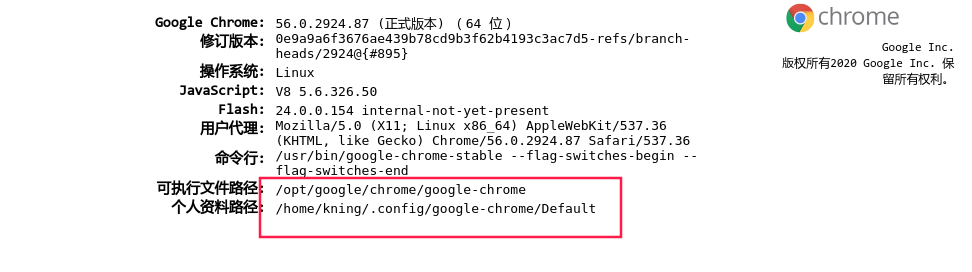 Google Chrome: 56.0.2924.87 (正式版本) (64 位)
修订版本: 0e9a9a6f3676ae439b78cd9b3f62b4193c3ac7d5-refs/branch-
heads/2924@{#895}
操作系统: Linux
JavaScript: V8 5.6.326.50
Flash: 24.0.0.154 internal-not-yet-present
用户代理: Mozilla/5.0 (X11; Linux x86_64) AppleWebKit/537.36
(KHTML, like Gecko) Chrome/56.0.2924.87 Safari/537.36
命令行: /usr/bin/google-chrome-stable --flag-switches-begin --
flag-switches-end
可执行文件路径: /opt/google/chrome/google-chrome
个人资料路径: /home/kning/.config/google-chrome/Default
chrome
Google Inc.
版权所有2020 Google Inc. 保
留所有权利。